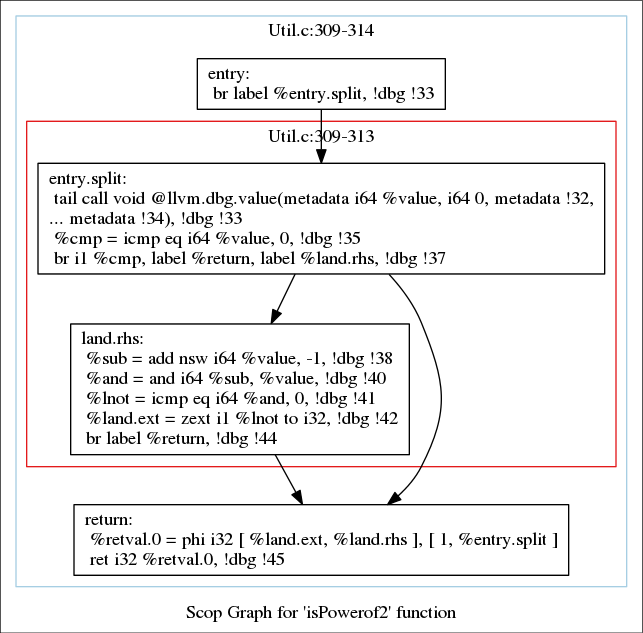 Util.c:309-314
entry:
br label %entry.split, !dbg !33
Util.c:309-313
entry.split:
tail call void @llvm.dbg.value(metadata i64 %value, i64 0, metadata !32,
... metadata !34), !dbg !33
%cmp = icmp eq i64 %value, 0, !dbg !35
br i1 %cmp, label %return, label %land.rhs, !dbg !37
land.rhs:
%sub = add nsw i64 %value, -1, !dbg !38
%and = and i64 %sub, %value, !dbg !40
%lnot = icmp eq i64 %and, 0, !dbg !41
%land.ext = zext i1 %lnot to i32, !dbg !42
br label %return, !dbg !44
return:
%retval.0 = phi i32 [ %land.ext, %land.rhs ], [ 1, %entry.split ]
ret i32 %retval.0, !dbg !45
Scop Graph for 'isPowerof2' function